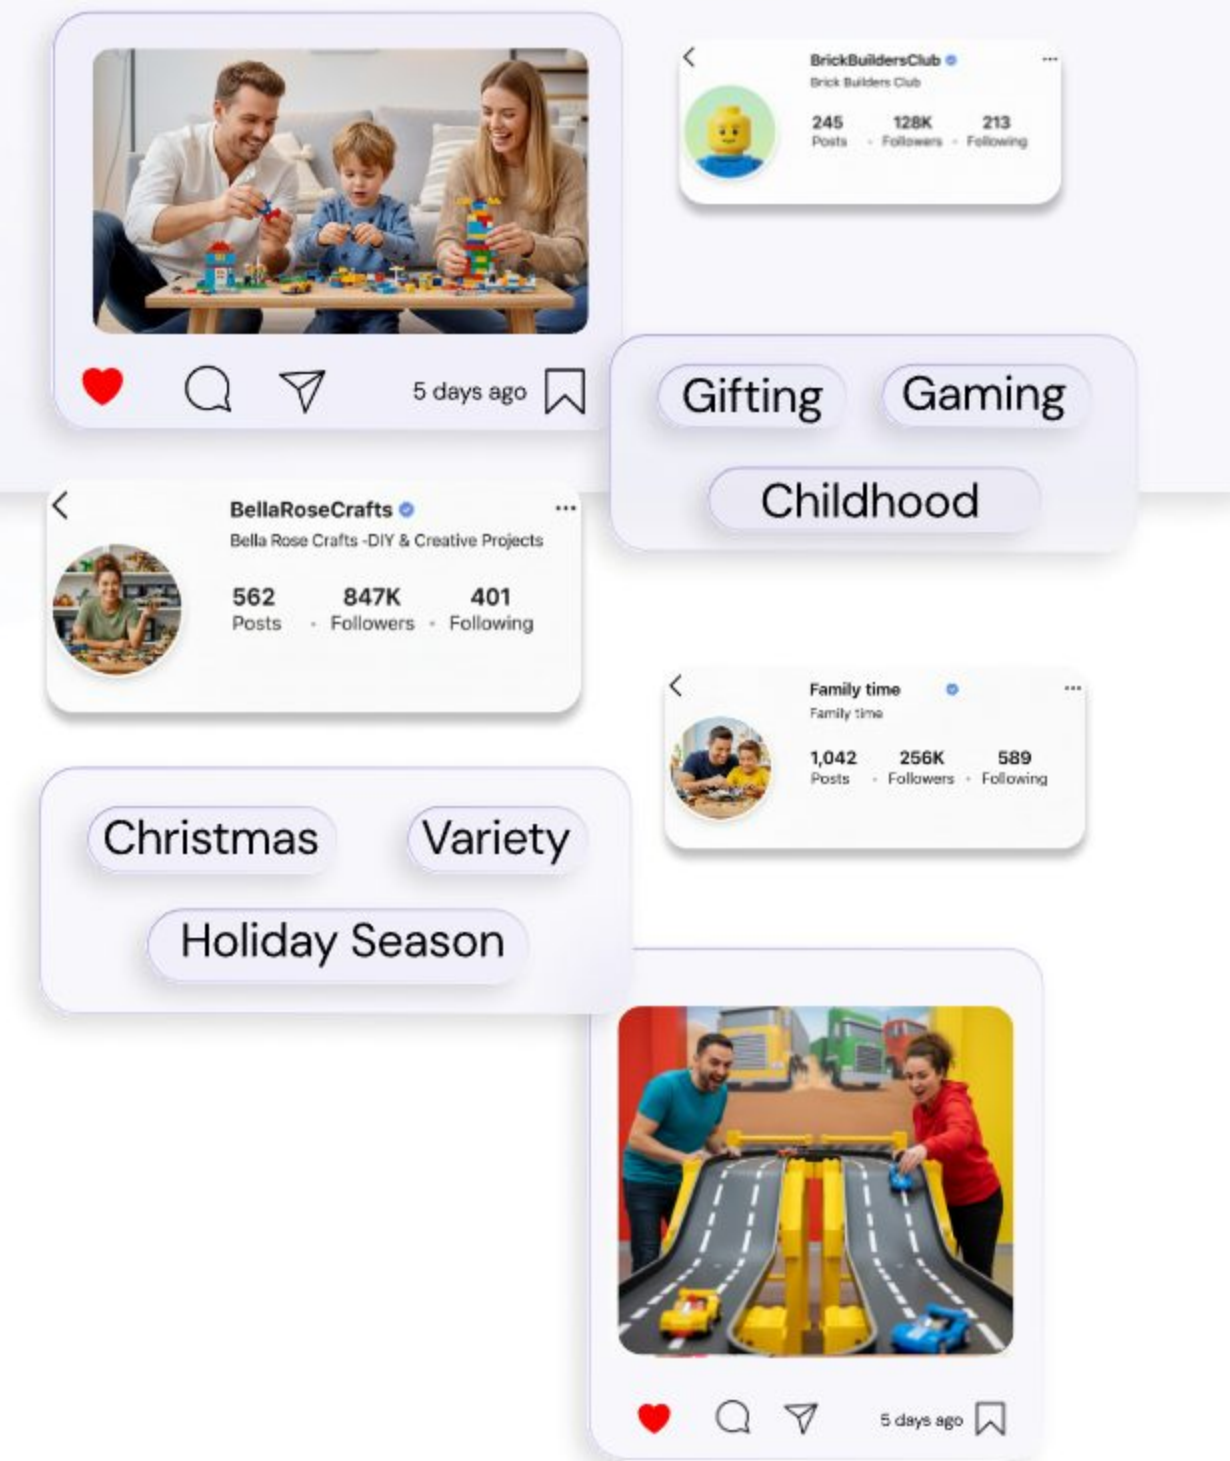 BrickBuildersClub
Brick Builders Club
245 128K 213
Posts · Followers · Following
5 days ago
Gifting Gaming
Childhood
BellaRoseCrafts
Bella Rose Crafts -DIY & Creative Projects
562 847K 401
Posts · Followers · Following
Family time
Family time
1,042 256K 589
Posts · Followers · Following
Christmas Variety
Holiday Season
5 days ago